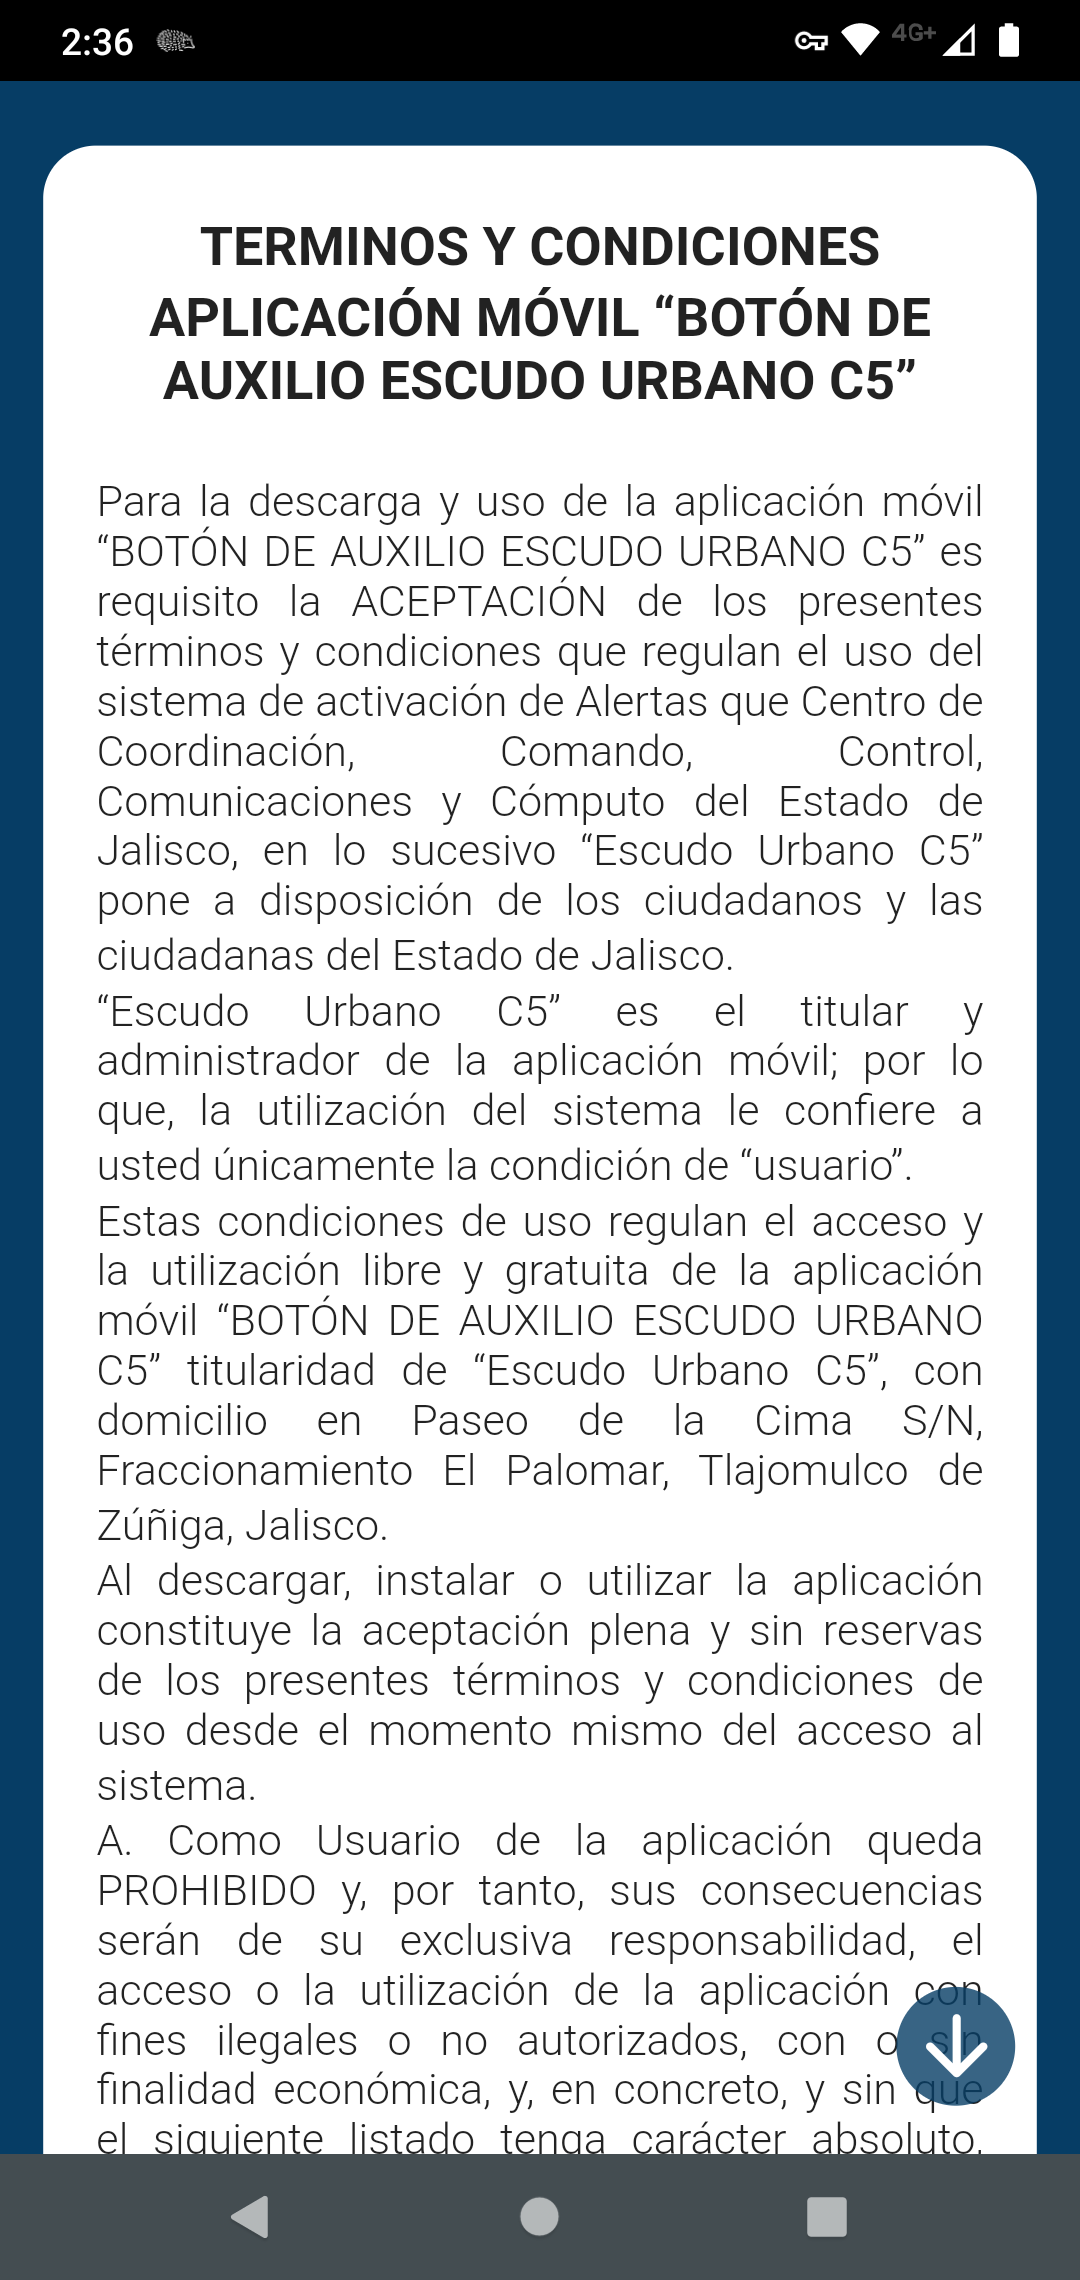 2:36
4G+
TERMINOS Y CONDICIONES
APLICACIÓN MÓVIL “BOTÓN DE
AUXILIO ESCUDO URBANO C5”
Para la descarga y uso de la aplicación móvil
“BOTÓN DE AUXILIO ESCUDO URBANO C5” es
requisito la ACEPTACIÓN de los presentes
términos y condiciones que regulan el uso del
sistema de activación de Alertas que Centro de
Coordinación, Comando, Control,
Comunicaciones y Cómputo del Estado de
Jalisco, en lo sucesivo “Escudo Urbano C5”
pone a disposición de los ciudadanos y las
ciudadanas del Estado de Jalisco.
“Escudo Urbano C5” es el titular y
administrador de la aplicación móvil; por lo
que, la utilización del sistema le confiere a
usted únicamente la condición de “usuario”.
Estas condiciones de uso regulan el acceso y
la utilización libre y gratuita de la aplicación
móvil “BOTÓN DE AUXILIO ESCUDO URBANO
C5” titularidad de “Escudo Urbano C5”, con
domicilio en Paseo de la Cima S/N,
Fraccionamiento El Palomar, Tlajomulco de
Zúñiga, Jalisco.
Al descargar, instalar o utilizar la aplicación
constituye la aceptación plena y sin reservas
de los presentes términos y condiciones de
uso desde el momento mismo del acceso al
sistema.
A. Como Usuario de la aplicación queda
PROHIBIDO y, por tanto, sus consecuencias
serán de su exclusiva responsabilidad, el
acceso o la utilización de la aplicación con
fines ilegales o no autorizados, con o sin
finalidad económica, y, en concreto, y sin que
el siguiente listado tenga carácter absoluto,